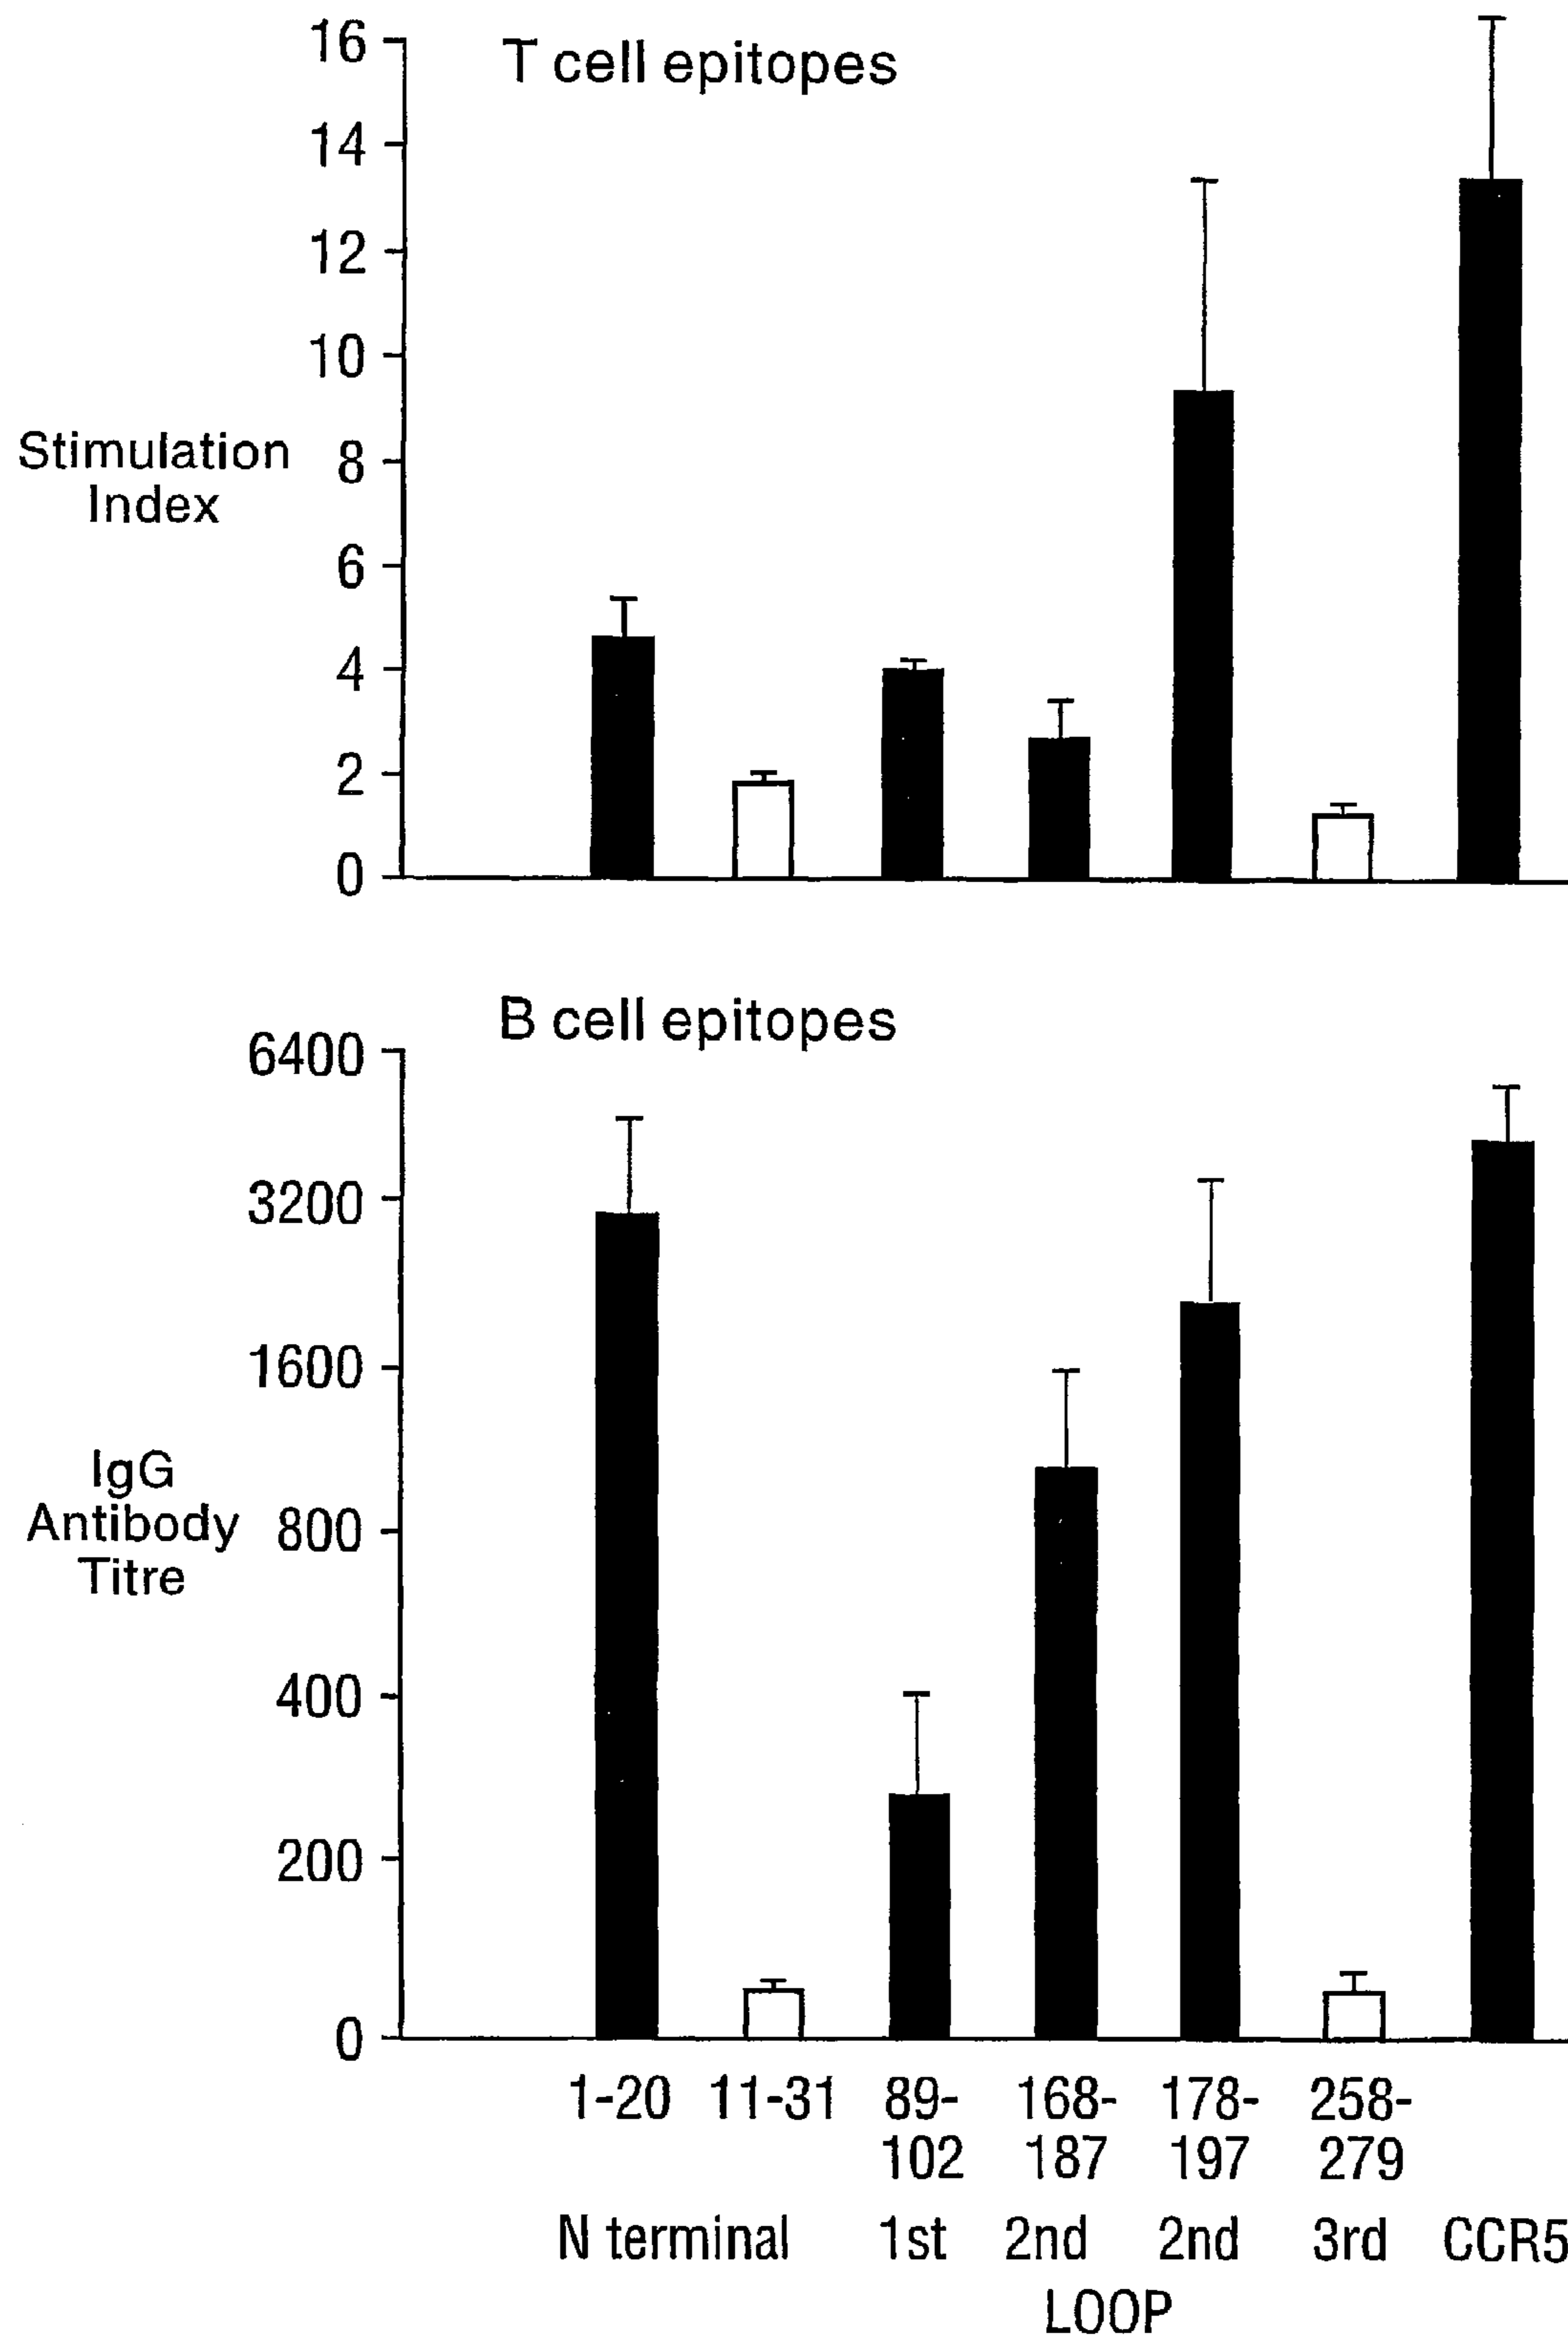 T cell epitopes
16
14
12
10
8
6
4
2
0
Stimulation
Index
B cell epitopes
6400
3200
1600
800
400
200
0
IgG
Antibody
Titre
1-20 11-31 89- 168- 178- 258-
102 187 197 279
N terminal 1st 2nd 2nd 3rd CCR5
LOOP